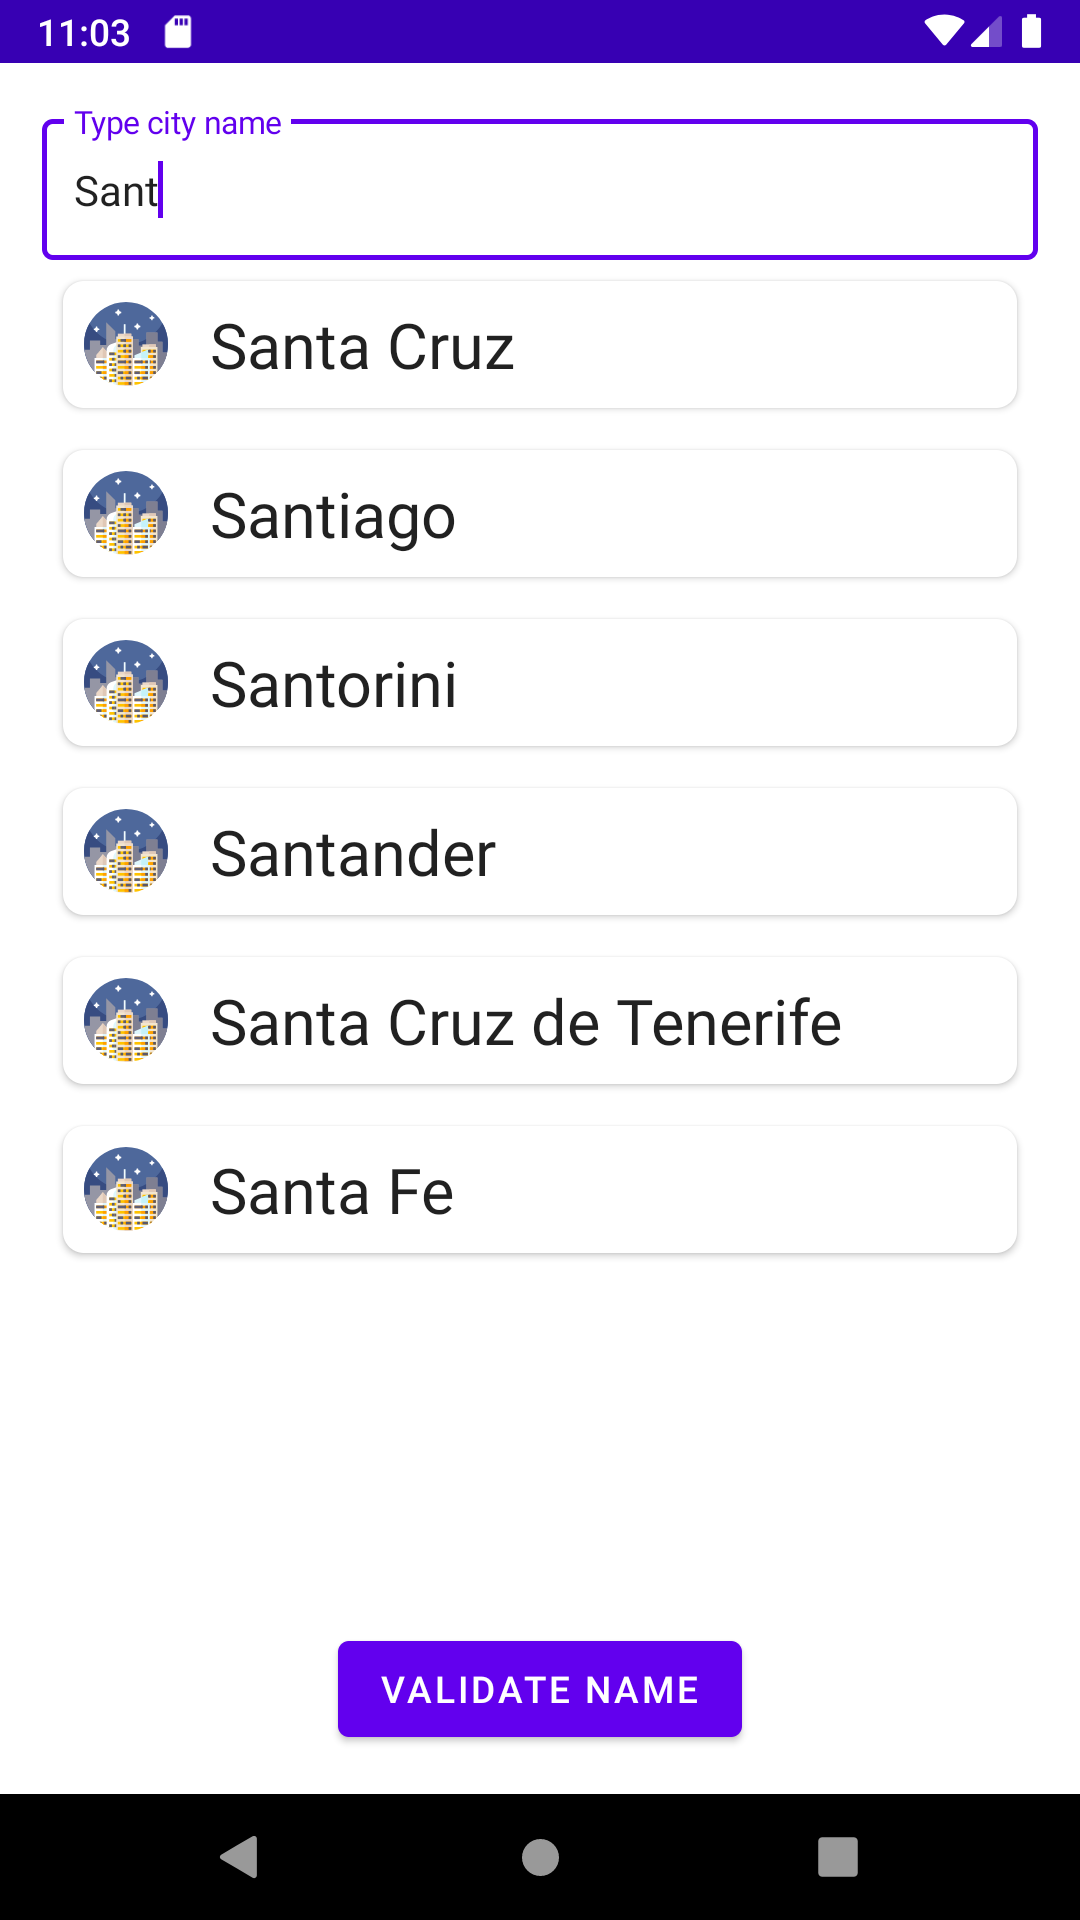 11:03
Type city name
Sant
Santa Cruz
Santiago
Santorini
Santander
Santa Cruz de Tenerife
Santa Fe
VALIDATE NAME